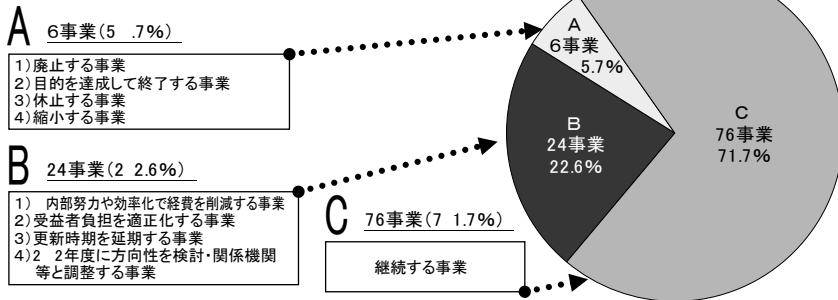 A 6事業(5 .7%)
1)廃止する事業
2)目的を達成して終了する事業
3)休止する事業
4)縮小する事業
B 24事業(2 2.6%)
1) 内部努力や効率化で経費を削減する事業
2)受益者負担を適正化する事業
3)更新時期を延期する事業
4)2 2年度に方向性を検討・関係機関
等と調整する事業
C 76事業(7 1.7%)
継続する事業
A
6事業
5.7%
B
24事業
22.6%
C
76事業
71.7%